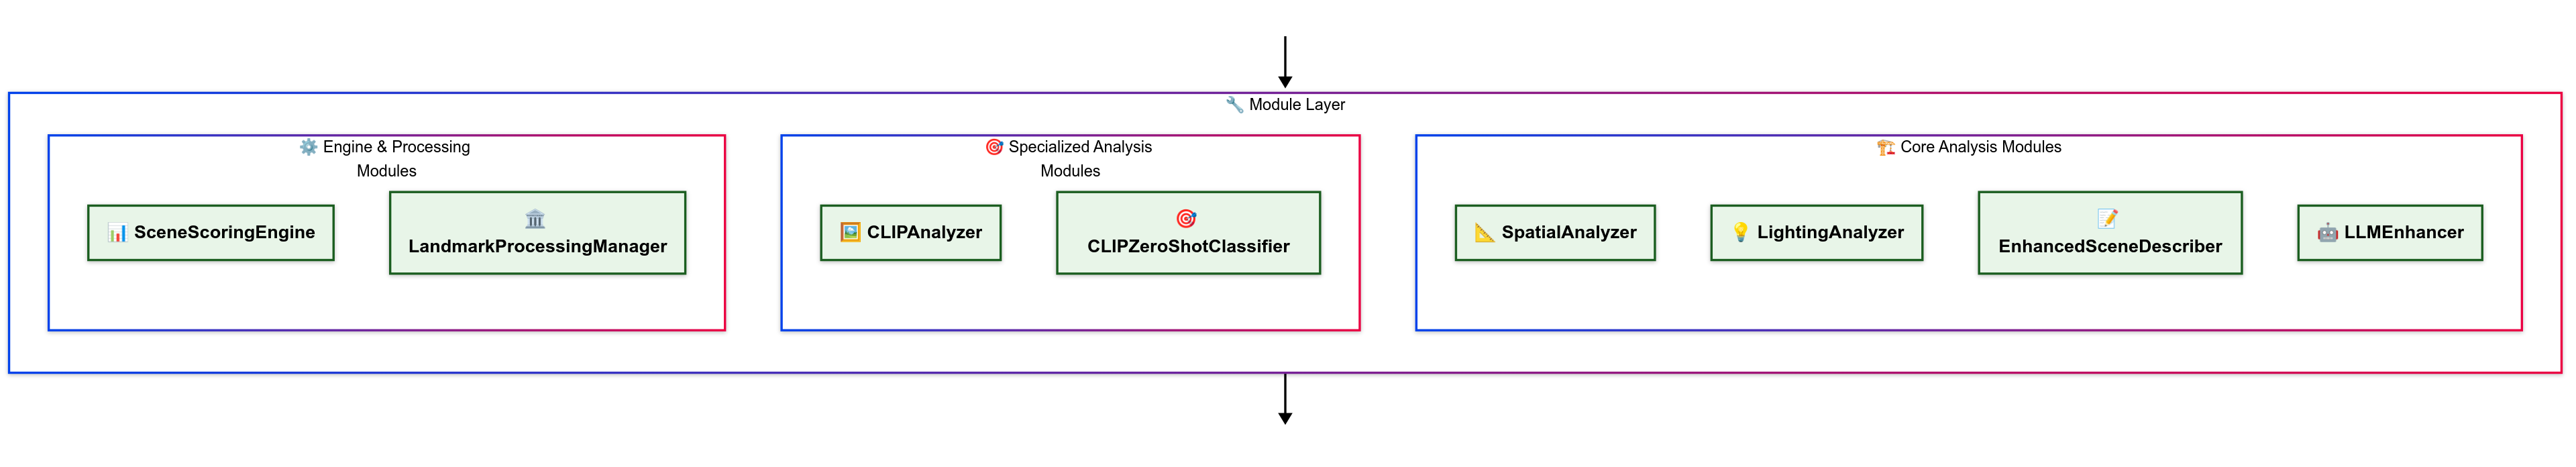 🔧 Module Layer
⚙️ Engine & Processing
Modules
📊 SceneScoringEngine
🏛️
LandmarkProcessingManager
🎯 Specialized Analysis
Modules
🖼️ CLIPAnalyzer
🎯
CLIPZeroShotClassifier
🏗️ Core Analysis Modules
📐 SpatialAnalyzer
💡 LightingAnalyzer
📝
EnhancedSceneDescriber
🤖 LLMEnhancer